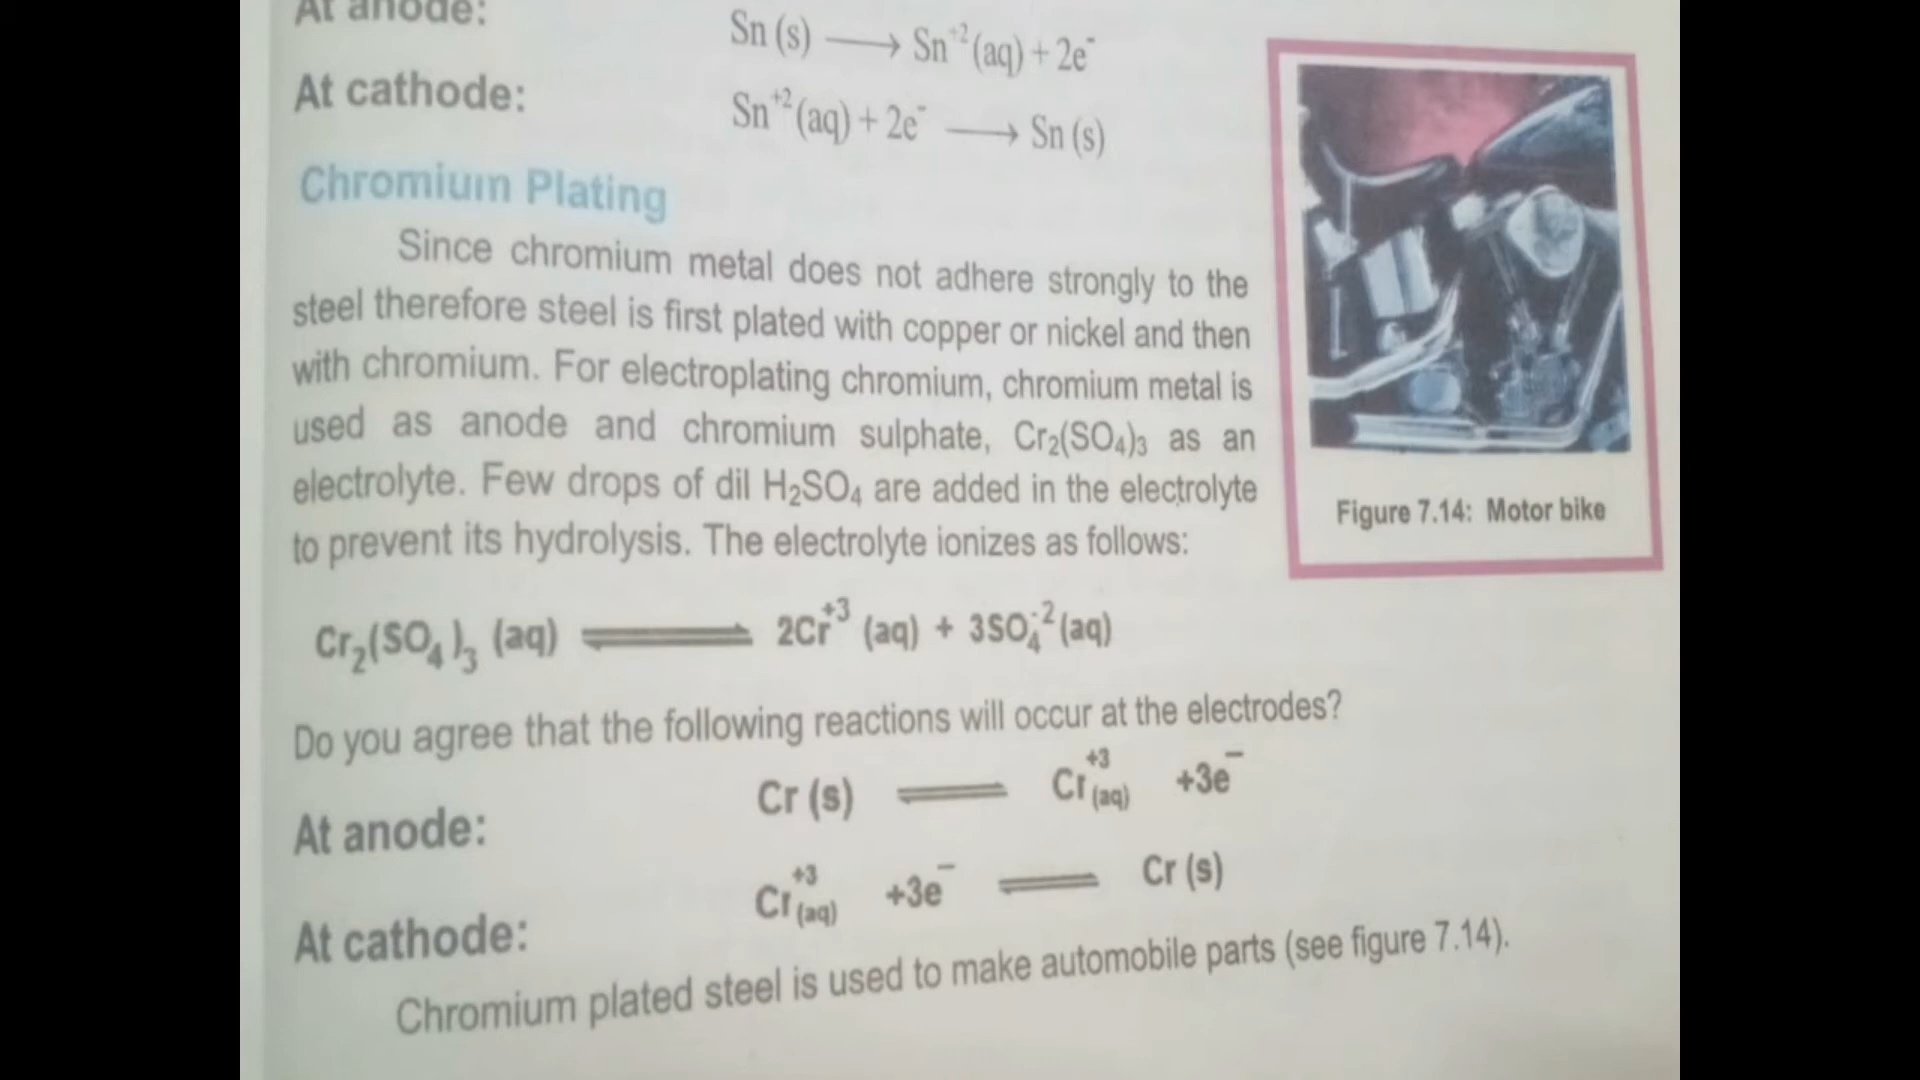 At anode:
Sn (s) ⟶ Sn⁺² (aq) + 2e⁻
At cathode:
Sn⁺² (aq) + 2e⁻ ⟶ Sn (s)
Chromium Plating
Since chromium metal does not adhere strongly to the
steel therefore steel is first plated with copper or nickel and then
with chromium. For electroplating chromium, chromium metal is
used as anode and chromium sulphate, Cr₂(SO₄)₃ as an
electrolyte. Few drops of dil H₂SO₄ are added in the electrolyte
to prevent its hydrolysis. The electrolyte ionizes as follows:
Figure 7.14: Motor bike
Cr₂(SO₄)₃ (aq) ⇌ 2Cr⁺³ (aq) + 3SO₄⁻² (aq)
Do you agree that the following reactions will occur at the electrodes?
Cr (s) ⇌ Cr⁺³(aq) +3e⁻
At anode:
Cr⁺³(aq) +3e⁻ ⇌ Cr (s)
At cathode:
Chromium plated steel is used to make automobile parts (see figure 7.14).